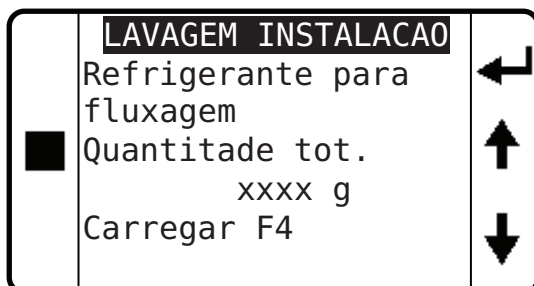 LAVAGEM INSTALACAO
Refrigerante para
fluxagem
Quantitade tot.
xxxx g
Carregar F4